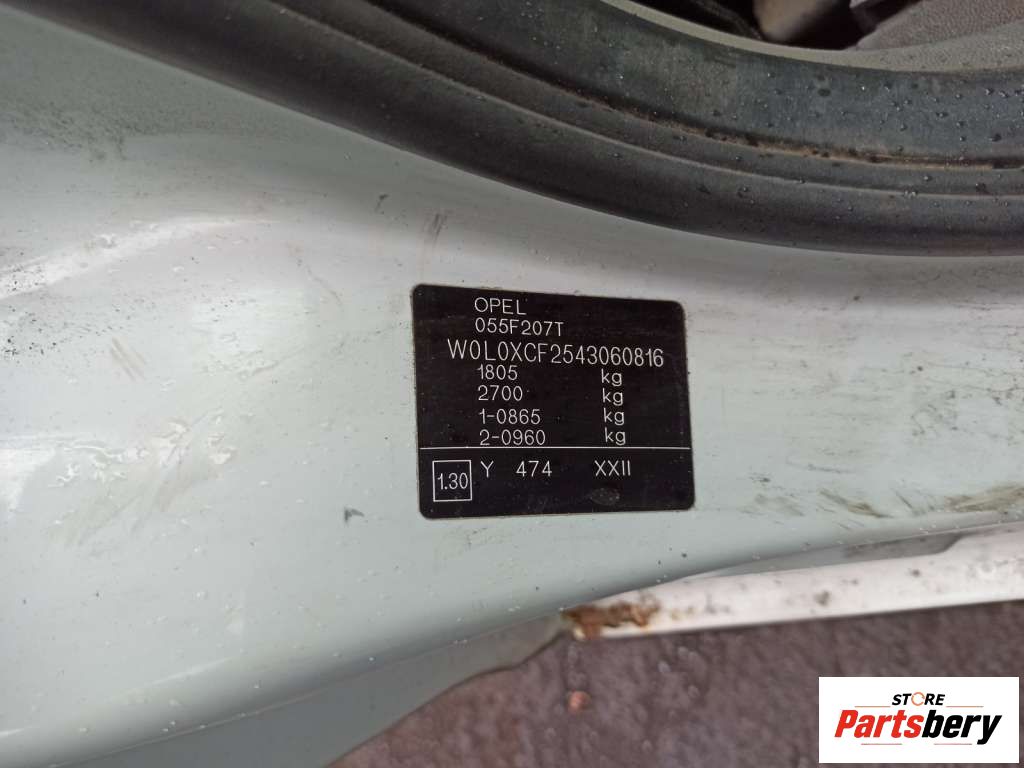 OPEL
055F207T
W0L0XCF2543060816
1805 kg
2700 kg
1-0865 kg
2-0960 kg
1.30 Y 474 XXII
STORE
Partsbery